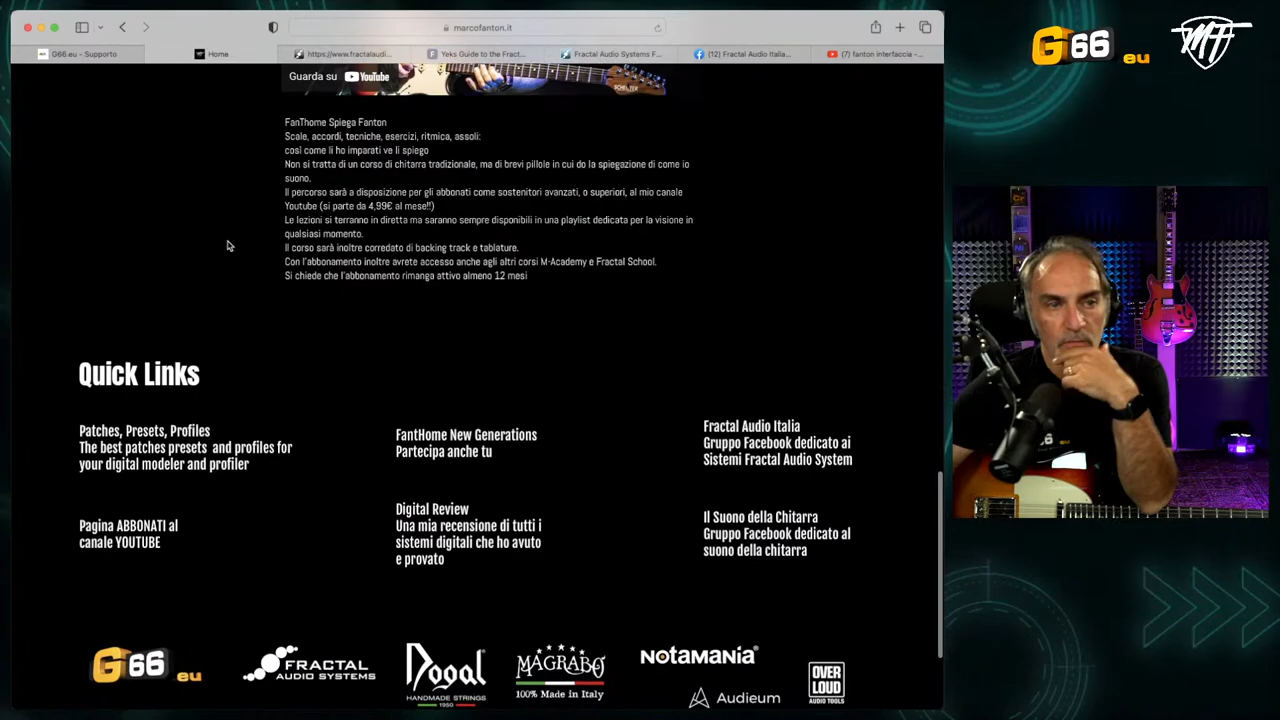 marcofanton.it
G66.eu – Supporto
Home
https://www.fractalaudi...
Yeks Guide to the Fract...
Fractal Audio Systems F...
(12) Fractal Audio Italia...
(7) fanton interfaccia -...
G66 eu
MF
Guarda su YouTube
FanThome Spiega Fanton
Scale, accordi, tecniche, esercizi, ritmica, assoli:
così come li ho imparati ve li spiego
Non si tratta di un corso di chitarra tradizionale, ma di brevi pillole in cui do la spiegazione di come io
suono.
Il percorso sarà a disposizione per gli abbonati come sostenitori avanzati, o superiori, al mio canale
Youtube (si parte da 4,99€ al mese!!)
Le lezioni si terranno in diretta ma saranno sempre disponibili in una playlist dedicata per la visione in
qualsiasi momento.
Il corso sarà inoltre corredato di backing track e tablature.
Con l'abbonamento inoltre avrete accesso anche agli altri corsi M-Academy e Fractal School.
Si chiede che l'abbonamento rimanga attivo almeno 12 mesi
Quick Links
Patches, Presets, Profiles
The best patches presets and profiles for
your digital modeler and profiler
FantHome New Generations
Partecipa anche tu
Fractal Audio Italia
Gruppo Facebook dedicato ai
Sistemi Fractal Audio System
Pagina ABBONATI al
canale YOUTUBE
Digital Review
Una mia recensione di tutti i
sistemi digitali che ho avuto
e provato
Il Suono della Chitarra
Gruppo Facebook dedicato al
suono della chitarra
G66.eu
FRACTAL
AUDIO SYSTEMS
Dogal
HANDMADE STRINGS
1950
MAGRABÒ
100% Made in Italy
NOTAMANIA
Audieum
OVER
LOUD
AUDIO TOOLS